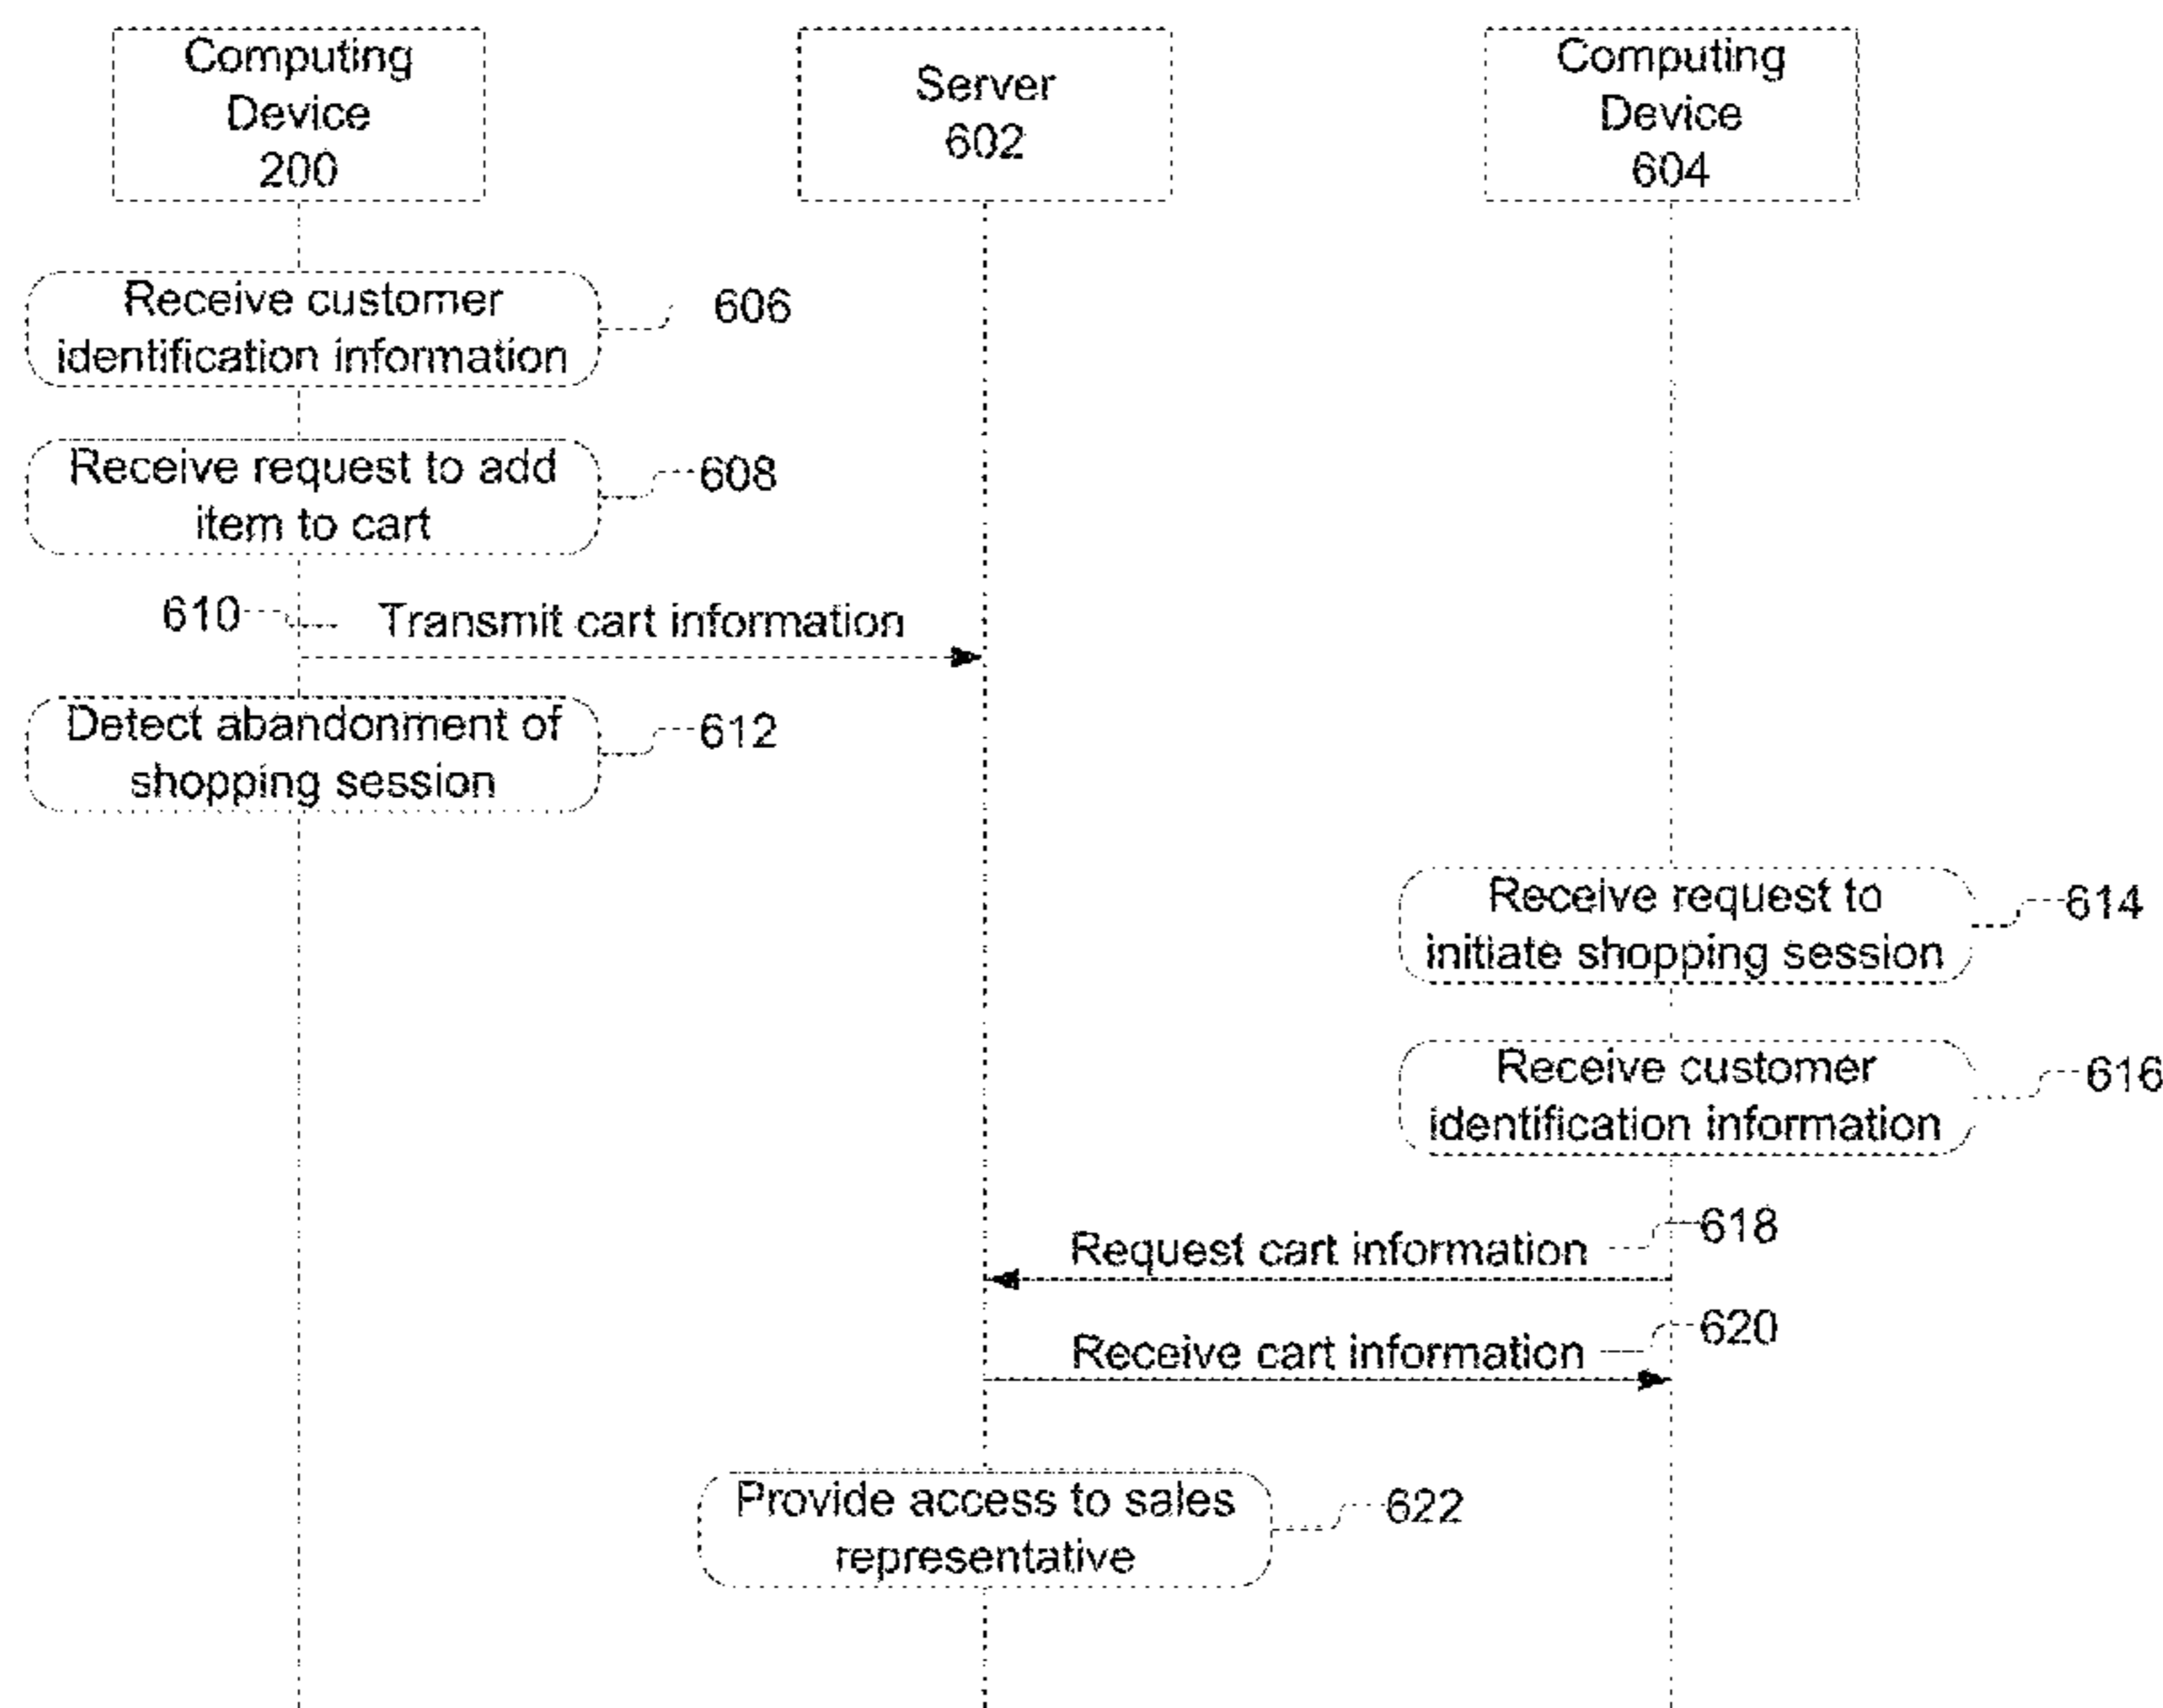 Computing
Device
200
Server
602
Computing
Device
604
Receive customer
identification information
606
Receive request to add
item to cart
608
610
Transmit cart information
Detect abandonment of
shopping session
612
Receive request to
initiate shopping session
614
Receive customer
identification information
616
Request cart information
618
Receive cart information
620
Provide access to sales
representative
622